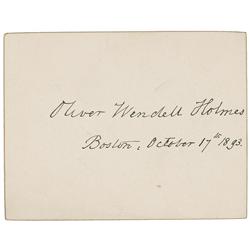 Oliver Wendell Holmes
Boston, October 17th 1893.